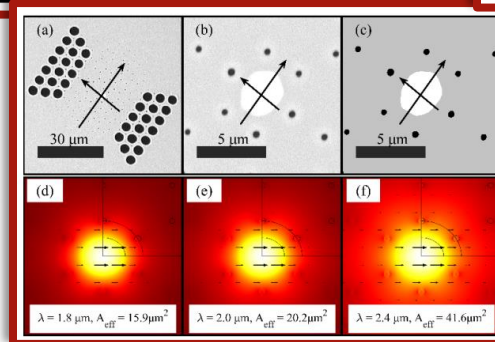 (a)
(b)
(c)
30 μm
5 μm
5 μm
(d)
(e)
(f)
λ = 1.8 μm, A_eff = 15.9μm²
λ = 2.0 μm, A_eff = 20.2μm²
λ = 2.4 μm, A_eff = 41.6μm²